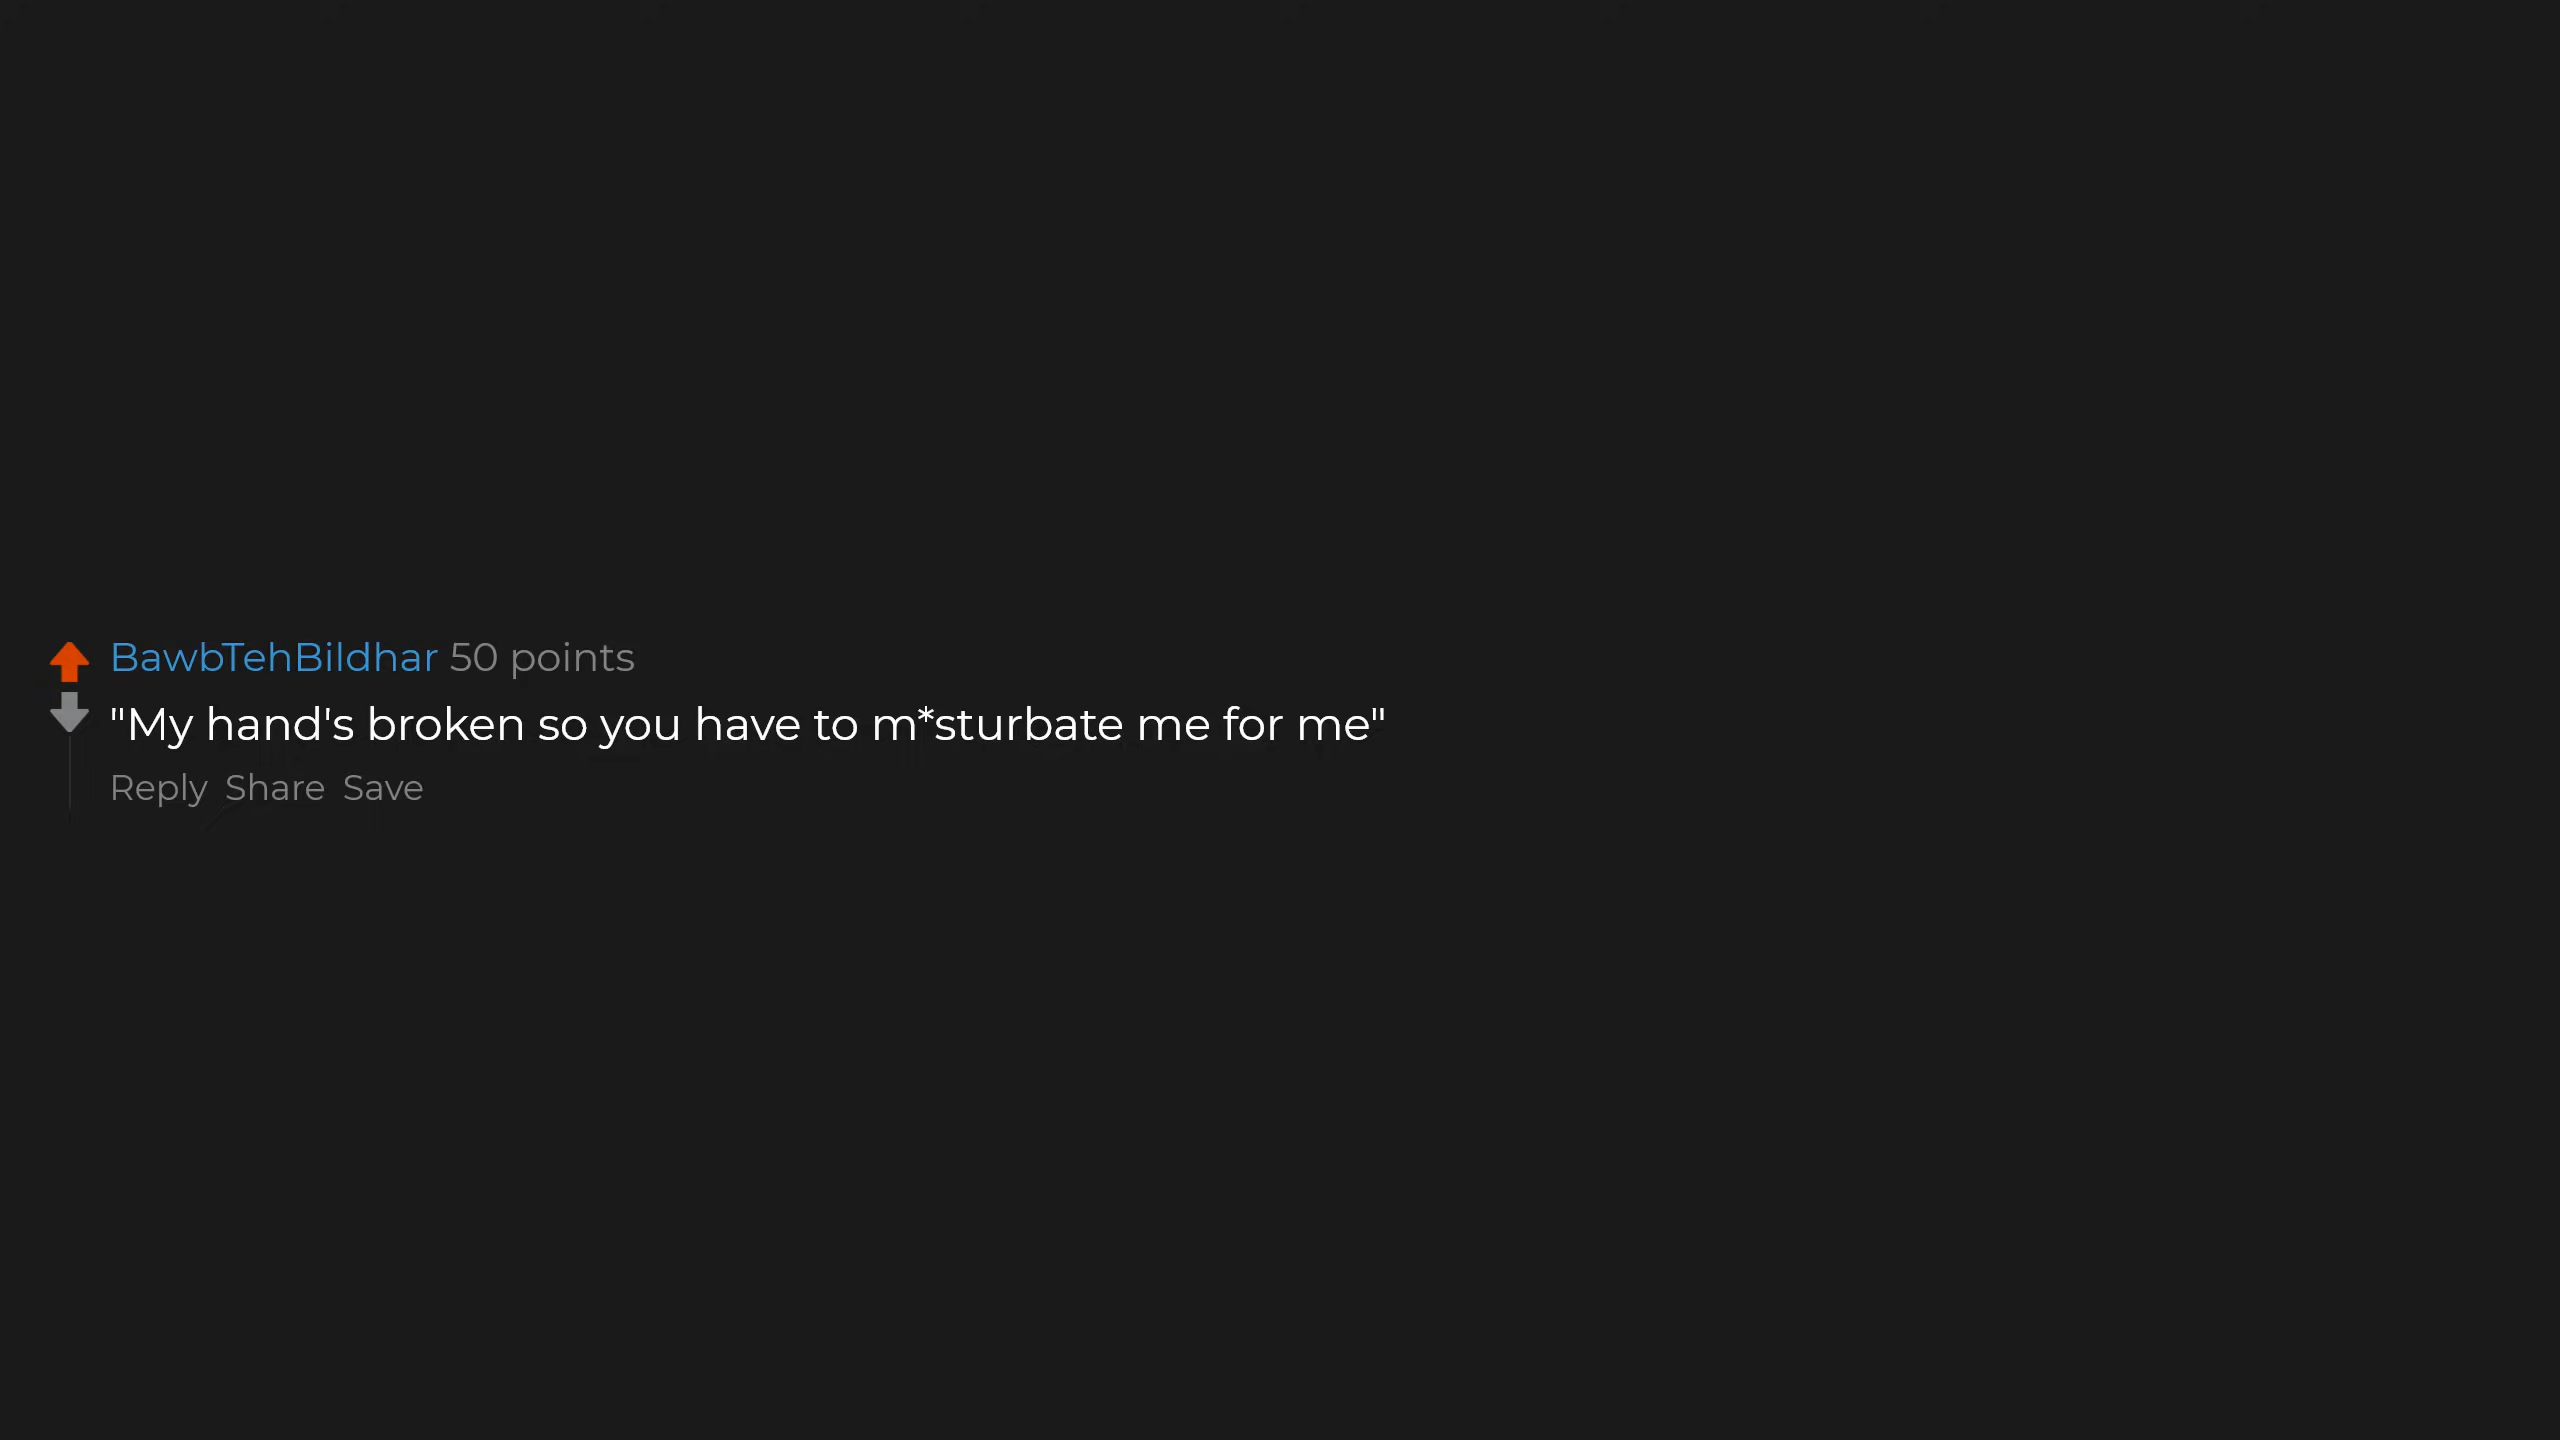 BawbTehBildhar 50 points
"My hand's broken so you have to m*sturbate me for me"
Reply Share Save